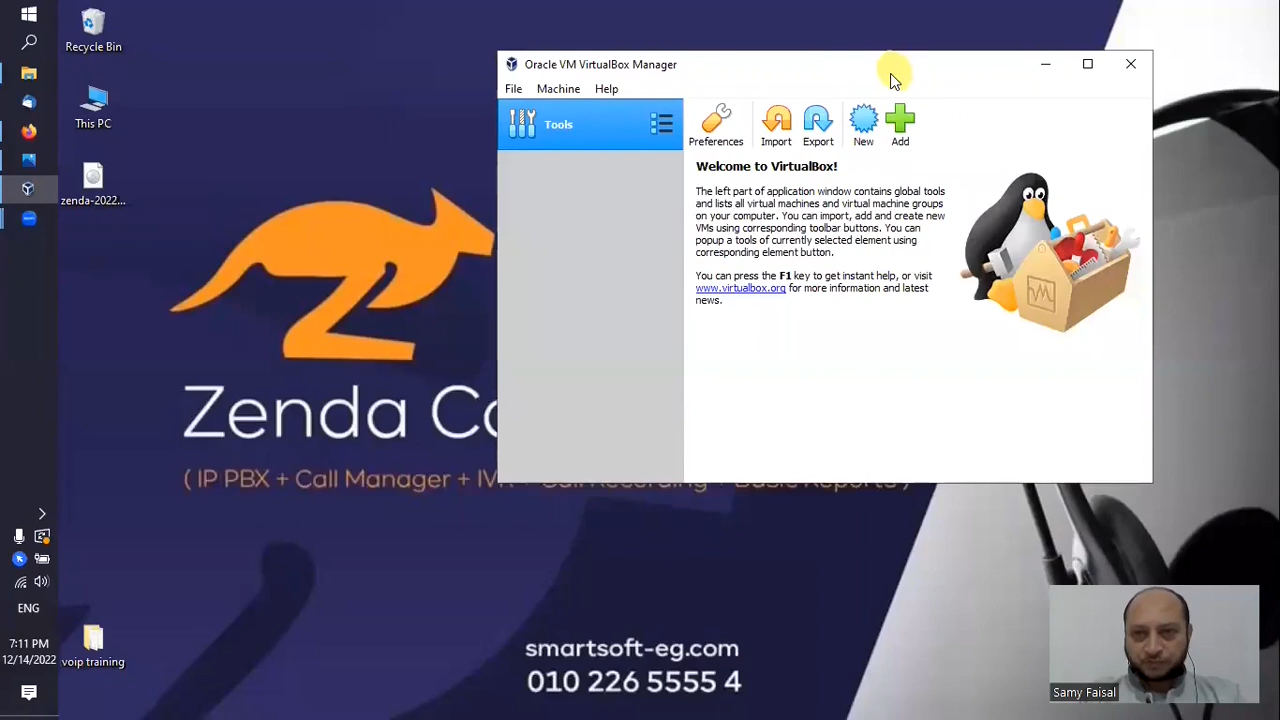 Recycle Bin
This PC
zenda-2022...
voip training
ENG
7:11 PM
12/14/2022
Oracle VM VirtualBox Manager
File Machine Help
Tools
Preferences Import Export New Add
Welcome to VirtualBox!
The left part of application window contains global tools
and lists all virtual machines and virtual machine groups
on your computer. You can import, add and create new
VMs using corresponding toolbar buttons. You can
popup a tools of currently selected element using
corresponding element button.
You can press the F1 key to get instant help, or visit
www.virtualbox.org for more information and latest
news.
Zenda C
( IP PBX + Call Manager + IVR + Call Recording + Basic Reports )
smartsoft-eg.com
010 226 5555 4
Samy Faisal